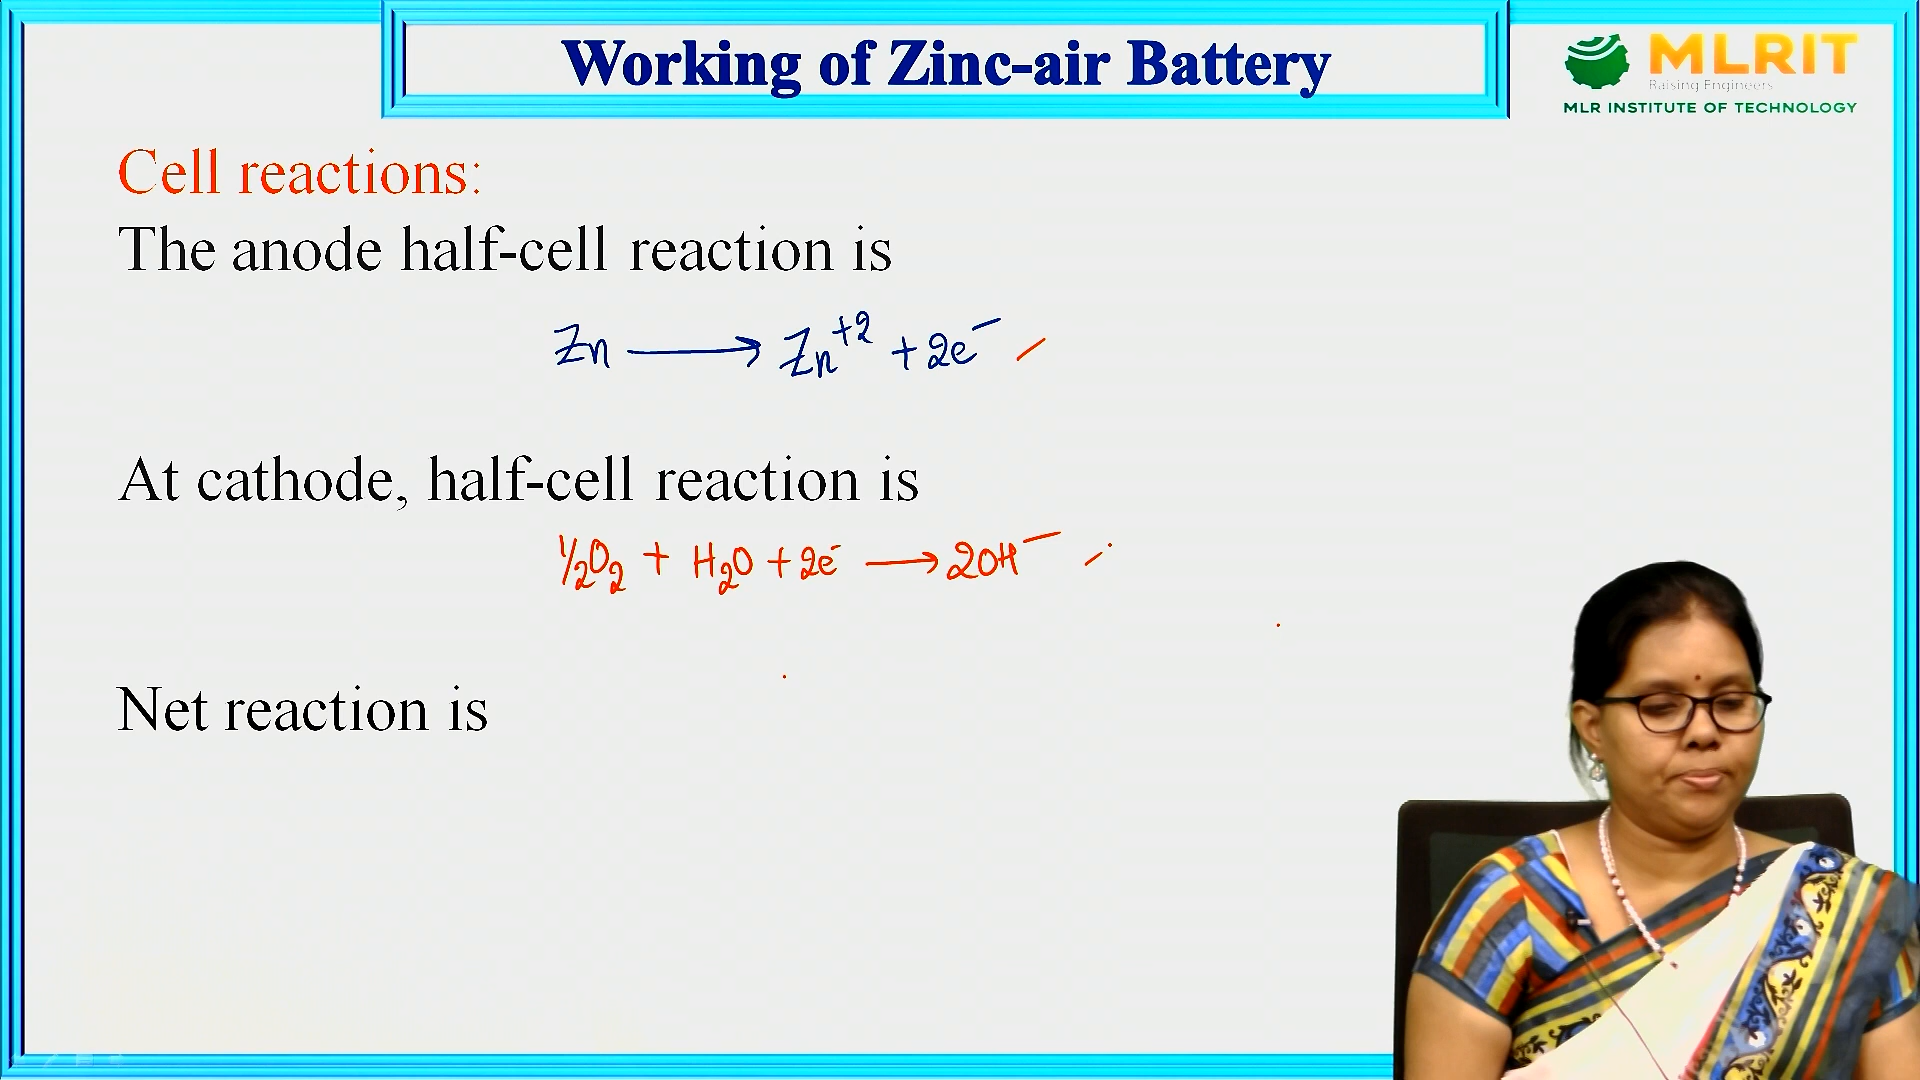 Working of Zinc-air Battery
MLRIT
Raising Engineers
MLR INSTITUTE OF TECHNOLOGY
Cell reactions:
The anode half-cell reaction is
Zn ⟶ Zn⁺² + 2e⁻
At cathode, half-cell reaction is
½O₂ + H₂O + 2e⁻ ⟶ 2OH⁻
Net reaction is